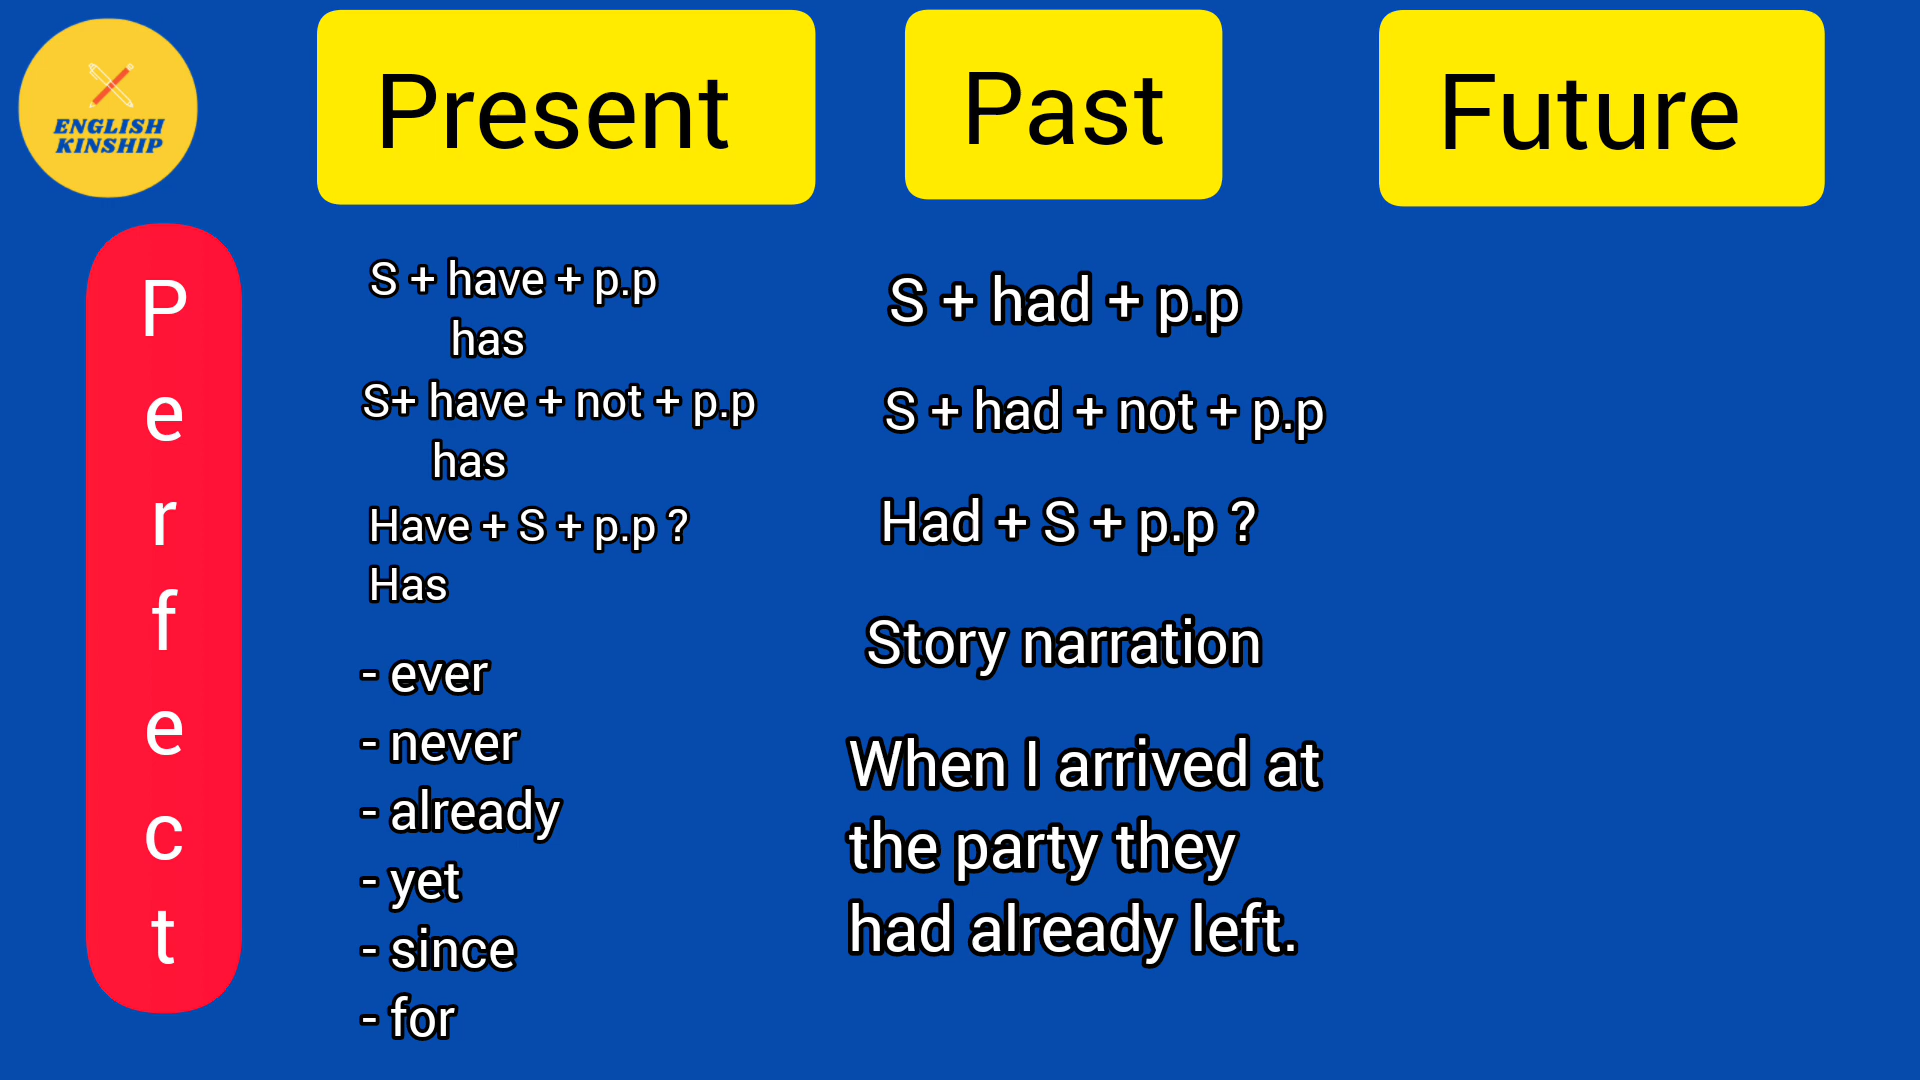 ENGLISH
KINSHIP
Present
Past
Future
P
e
r
f
e
c
t
S + have + p.p
has
S+ have + not + p.p
has
Have + S + p.p ?
Has
- ever
- never
- already
- yet
- since
- for
S + had + p.p
S + had + not + p.p
Had + S + p.p ?
Story narration
When I arrived at
the party they
had already left.